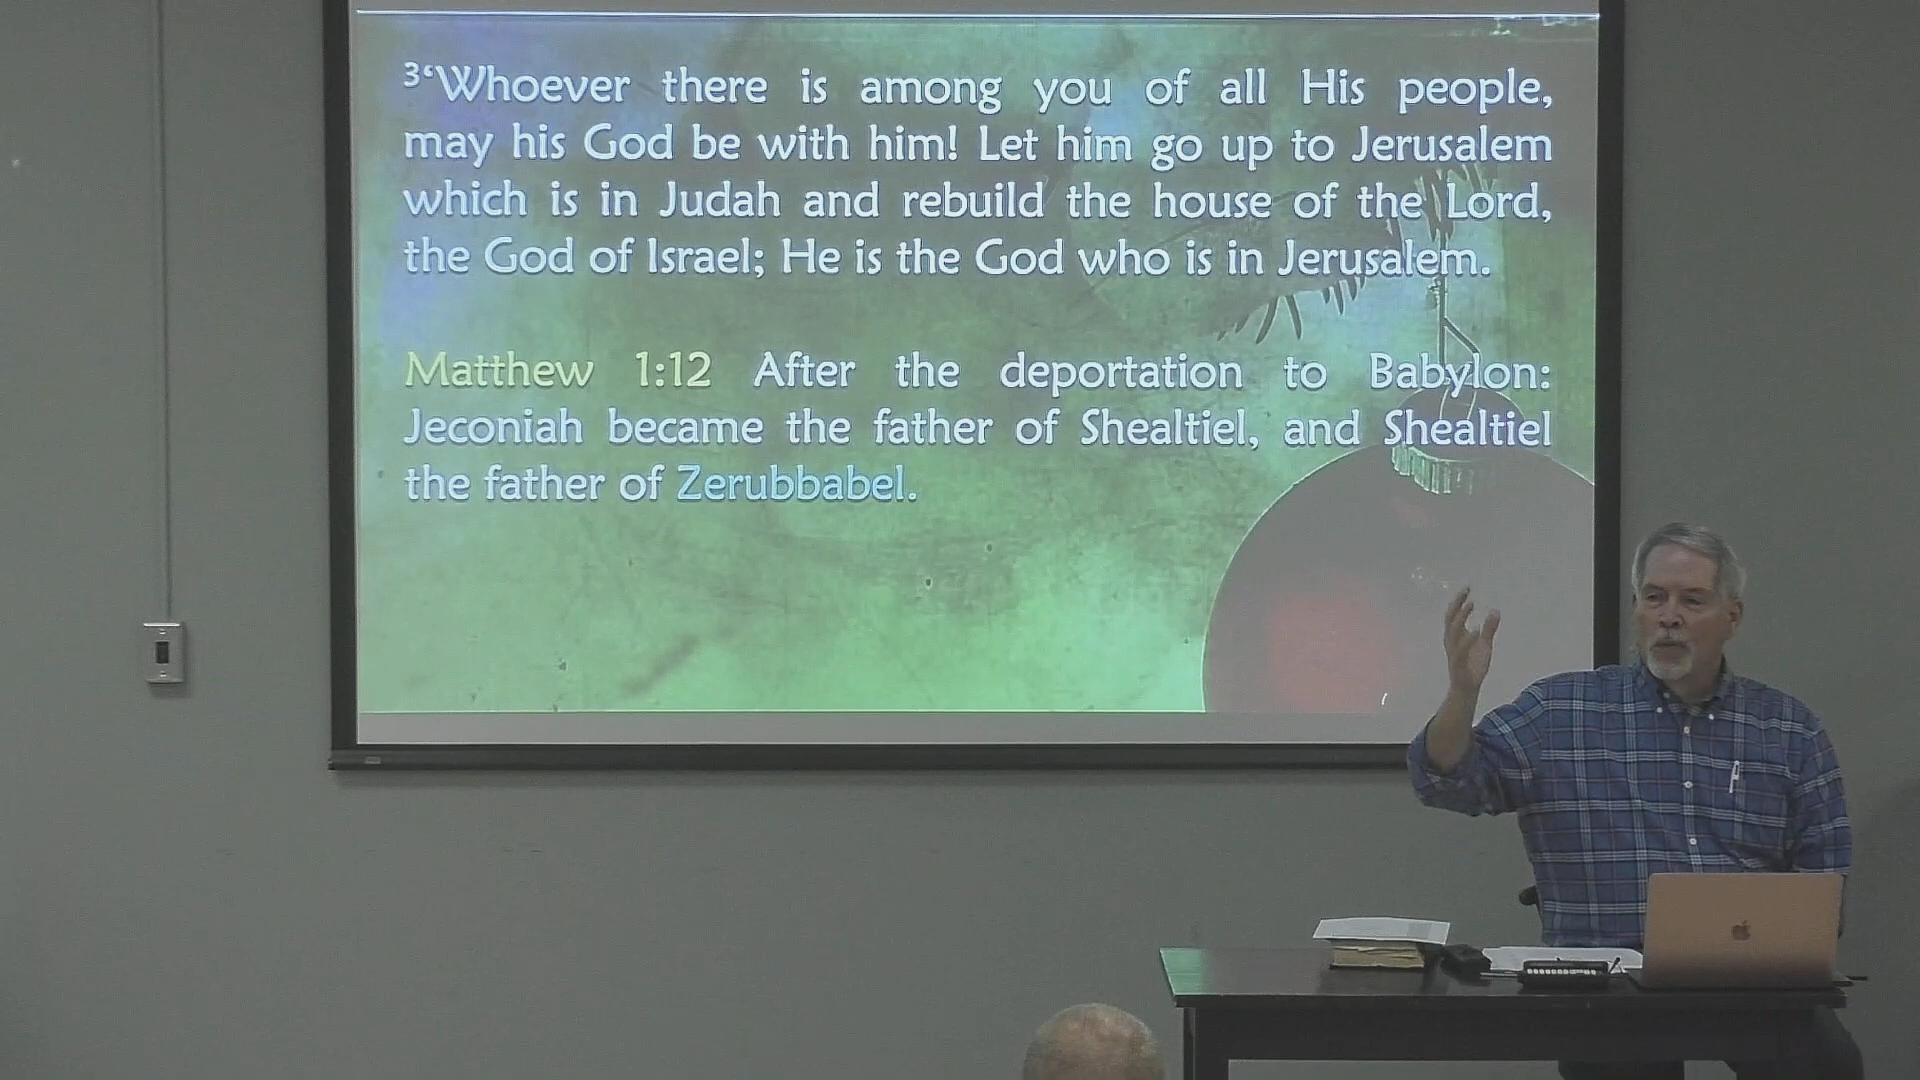 3‘Whoever there is among you of all His people,
may his God be with him! Let him go up to Jerusalem
which is in Judah and rebuild the house of the Lord,
the God of Israel; He is the God who is in Jerusalem.
Matthew 1:12 After the deportation to Babylon:
Jeconiah became the father of Shealtiel, and Shealtiel
the father of Zerubbabel.